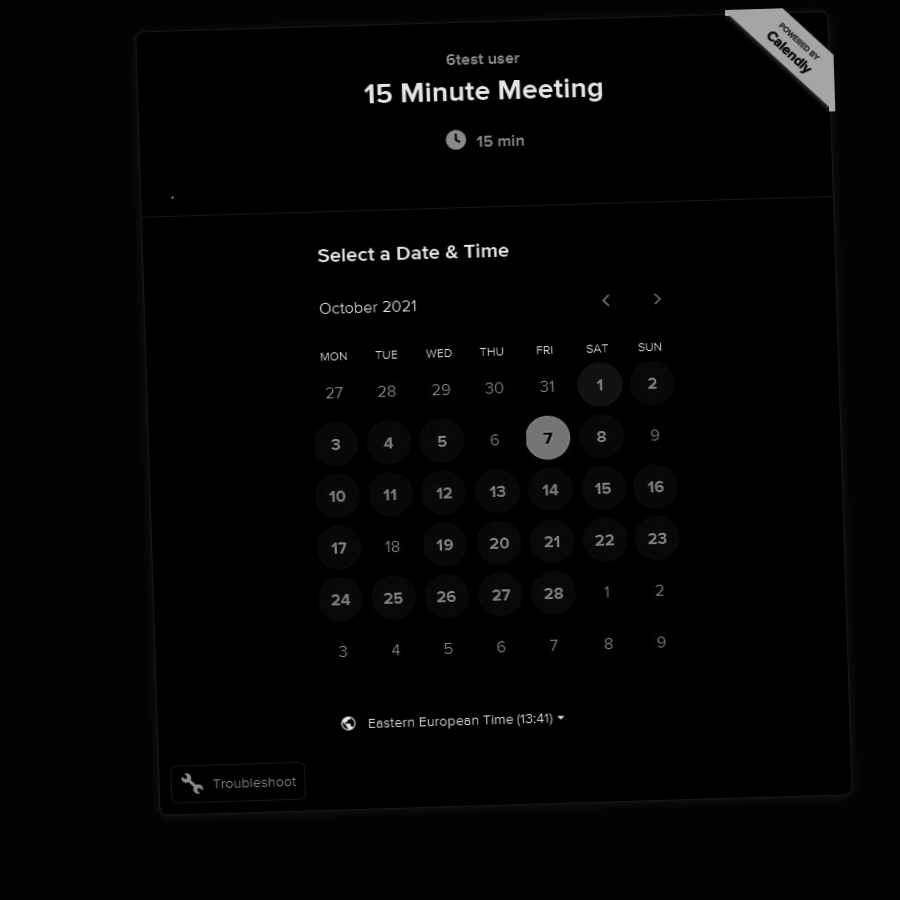 POWERED BY
Calendly
6test user
15 Minute Meeting
15 min
Select a Date & Time
October 2021
MON TUE WED THU FRI SAT SUN
27 28 29 30 31 1 2
3 4 5 6 7 8 9
10 11 12 13 14 15 16
17 18 19 20 21 22 23
24 25 26 27 28 1 2
3 4 5 6 7 8 9
Eastern European Time (13:41)
Troubleshoot